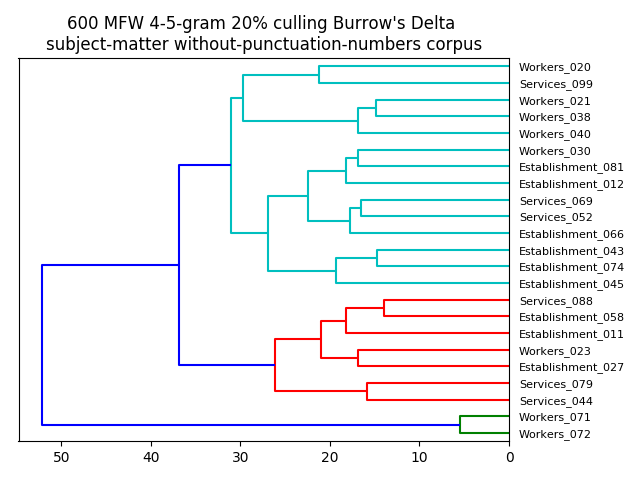 600 MFW 4-5-gram 20% culling Burrow's Delta
subject-matter without-punctuation-numbers corpus
Workers_020
Services_099
Workers_021
Workers_038
Workers_040
Workers_030
Establishment_081
Establishment_012
Services_069
Services_052
Establishment_066
Establishment_043
Establishment_074
Establishment_045
Services_088
Establishment_058
Establishment_011
Workers_023
Establishment_027
Services_079
Services_044
Workers_071
Workers_072
50 40 30 20 10 0